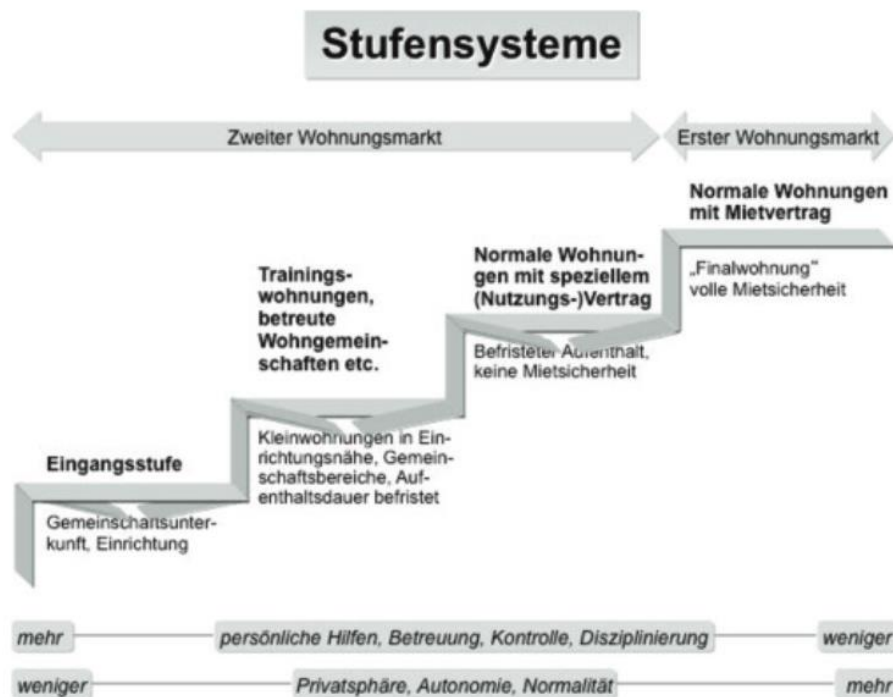 Stufensysteme
Zweiter Wohnungsmarkt
Erster Wohnungsmarkt
Normale Wohnungen
mit Mietvertrag
„Finalwohnung"
volle Mietsicherheit
Normale Wohnun-
gen mit speziellem
(Nutzungs-)Vertrag
Befristeter Aufenthalt,
keine Mietsicherheit
Trainings-
wohnungen,
betreute
Wohngemein-
schaften etc.
Kleinwohnungen in Ein-
richtungsnähe, Gemein-
schaftsbereiche, Auf-
enthaltsdauer befristet
Eingangsstufe
Gemeinschaftsunter-
kunft, Einrichtung
mehr persönliche Hilfen, Betreuung, Kontrolle, Disziplinierung weniger
weniger Privatsphäre, Autonomie, Normalität mehr